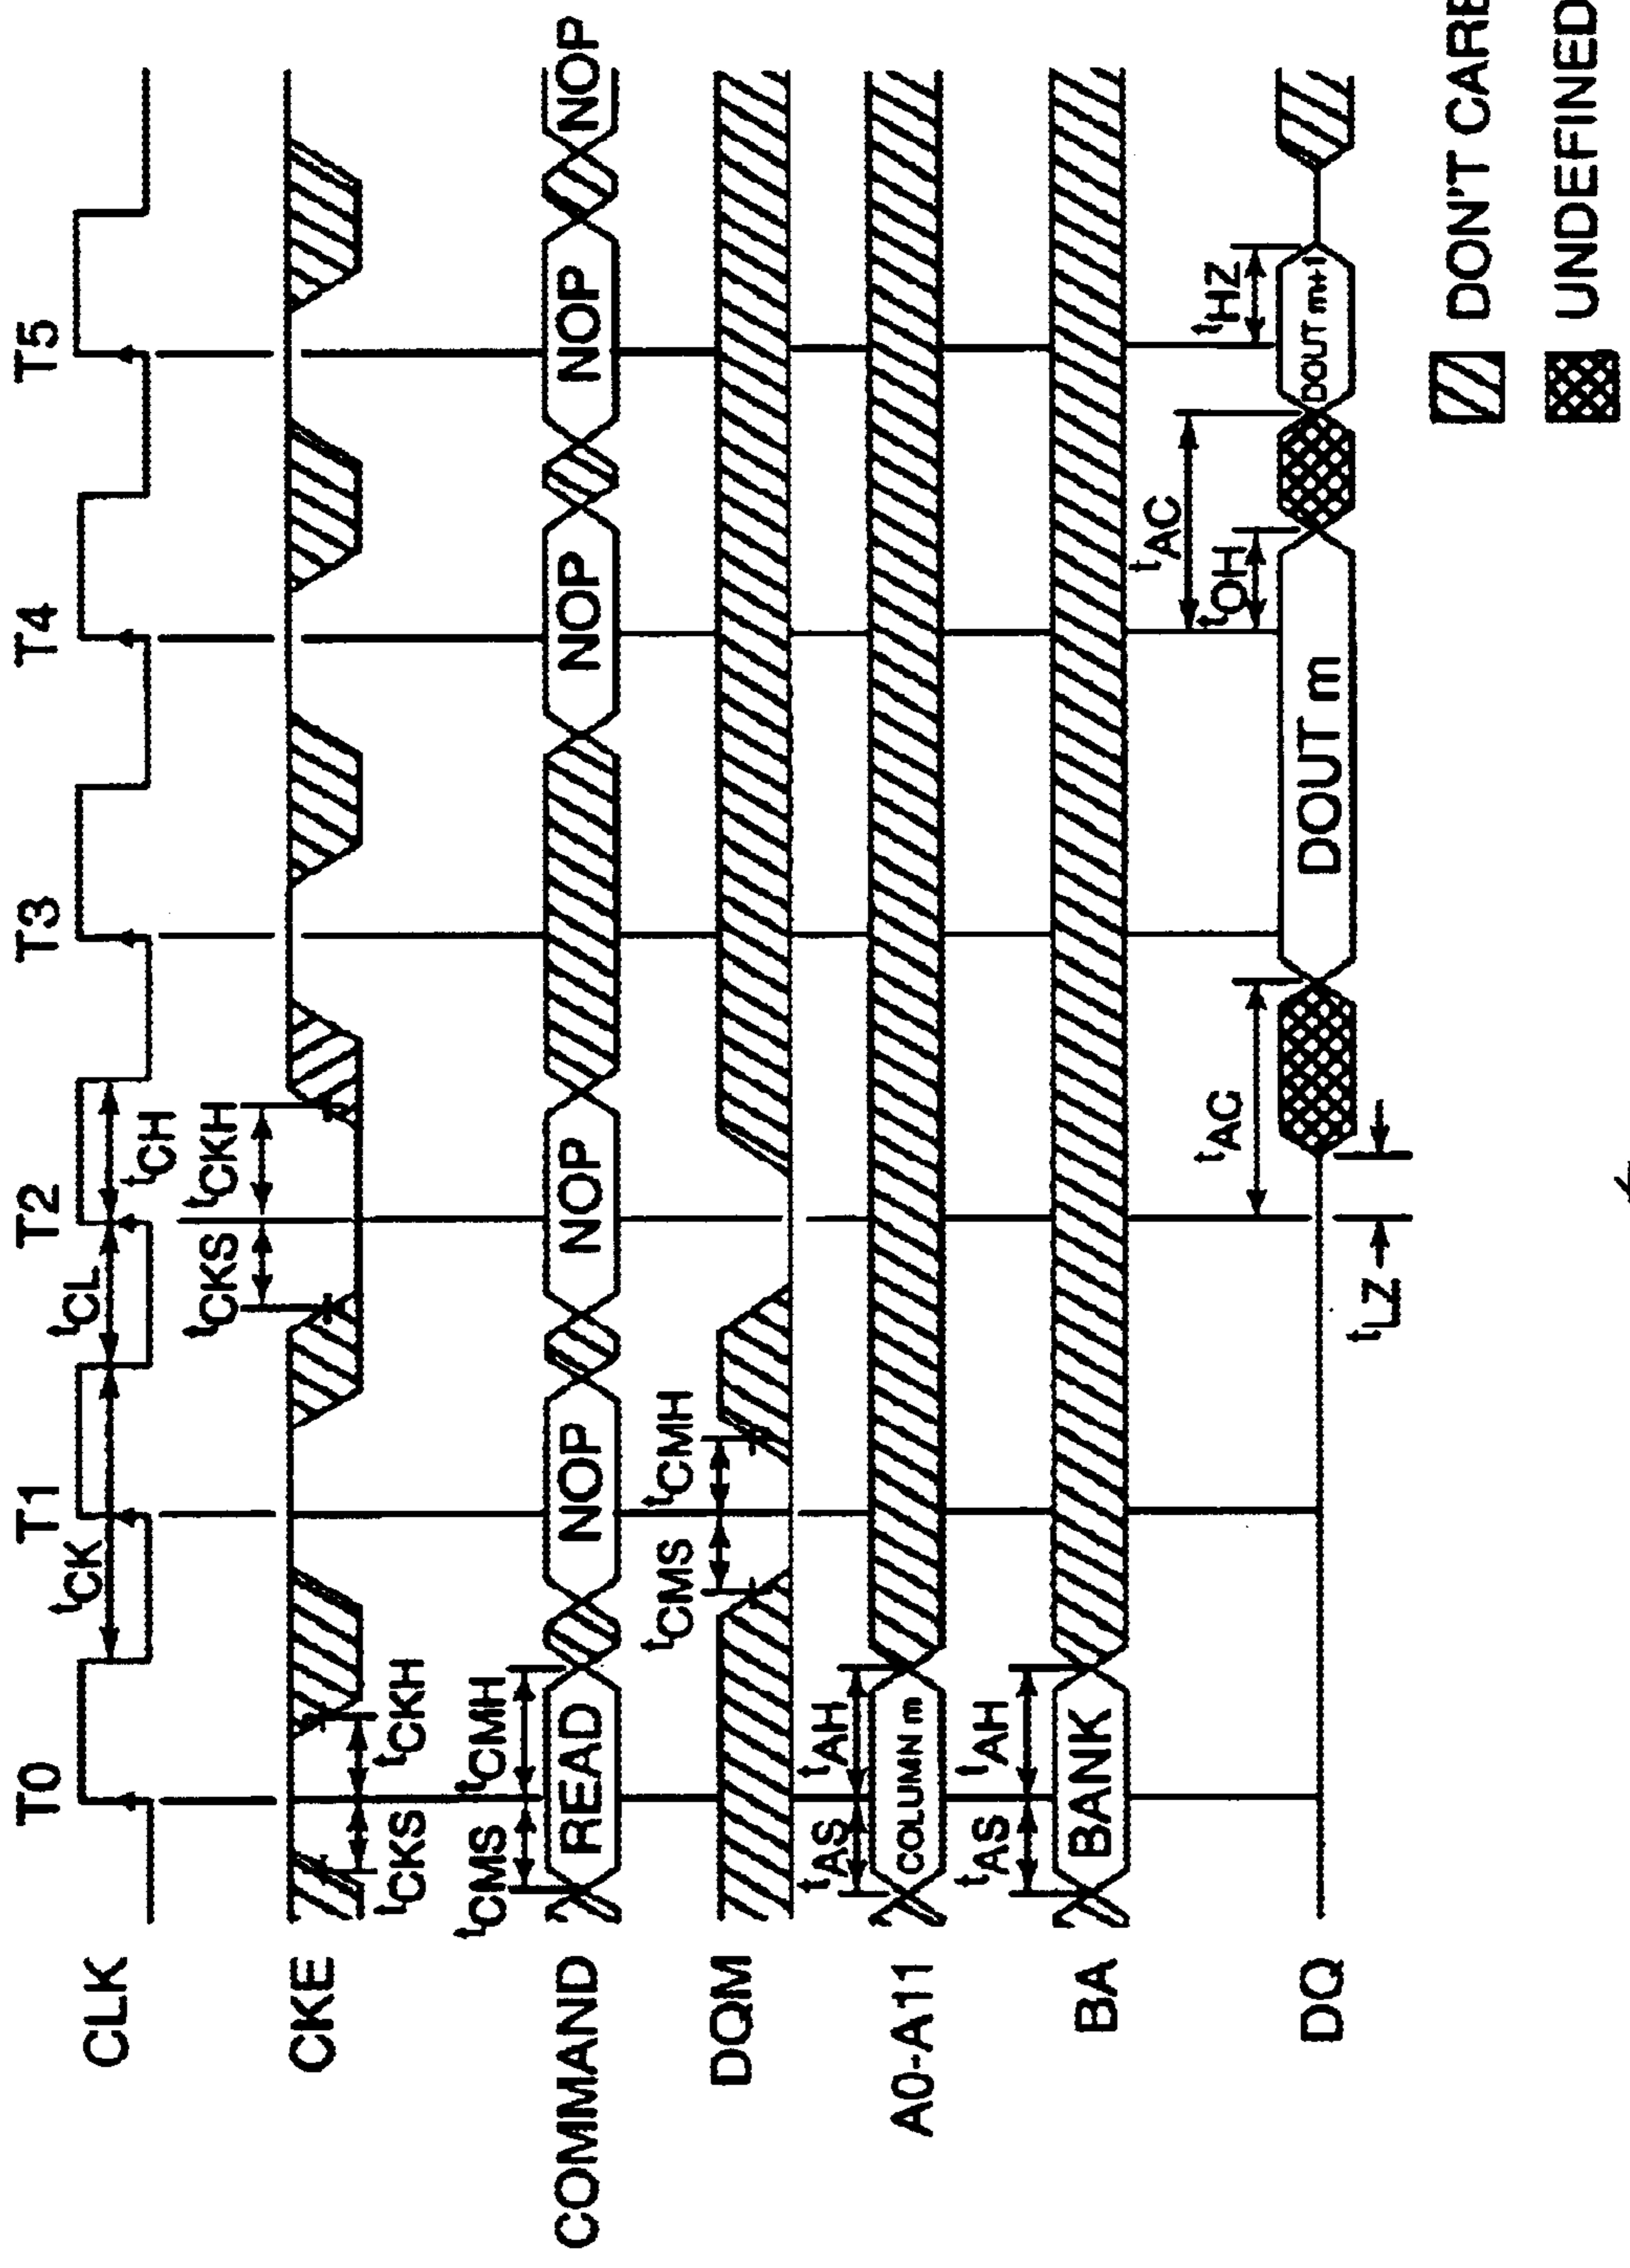 T0 T1 T2 T3 T4 T5
CLK
tCK tCL tCH
CKE
tCKS tCKH tCKS tCKH
tCMS tCMH
COMMAND READ NOP NOP NOP NOP NOP
tCMS tCMH
DQM
tAS tAH
A0-A11 COLUMN m
tAS tAH
BA BANK
tAC tAC
tOH tHZ
DQ DOUT m DOUT m+1
tLZ
DON'T CARE
UNDEFINED